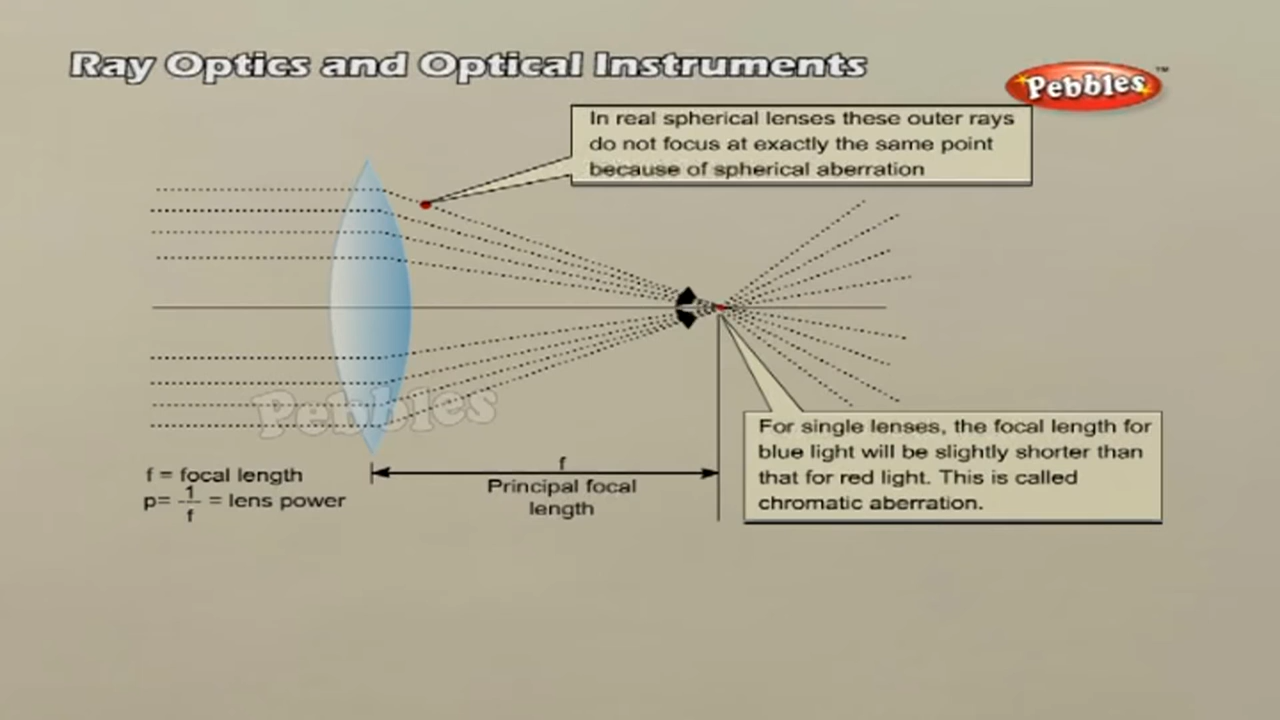 Ray Optics and Optical Instruments
Pebbles™
In real spherical lenses these outer rays
do not focus at exactly the same point
because of spherical aberration
Pebbles
For single lenses, the focal length for
blue light will be slightly shorter than
that for red light. This is called
chromatic aberration.
f
Principal focal
length
f = focal length
p= 1/f = lens power